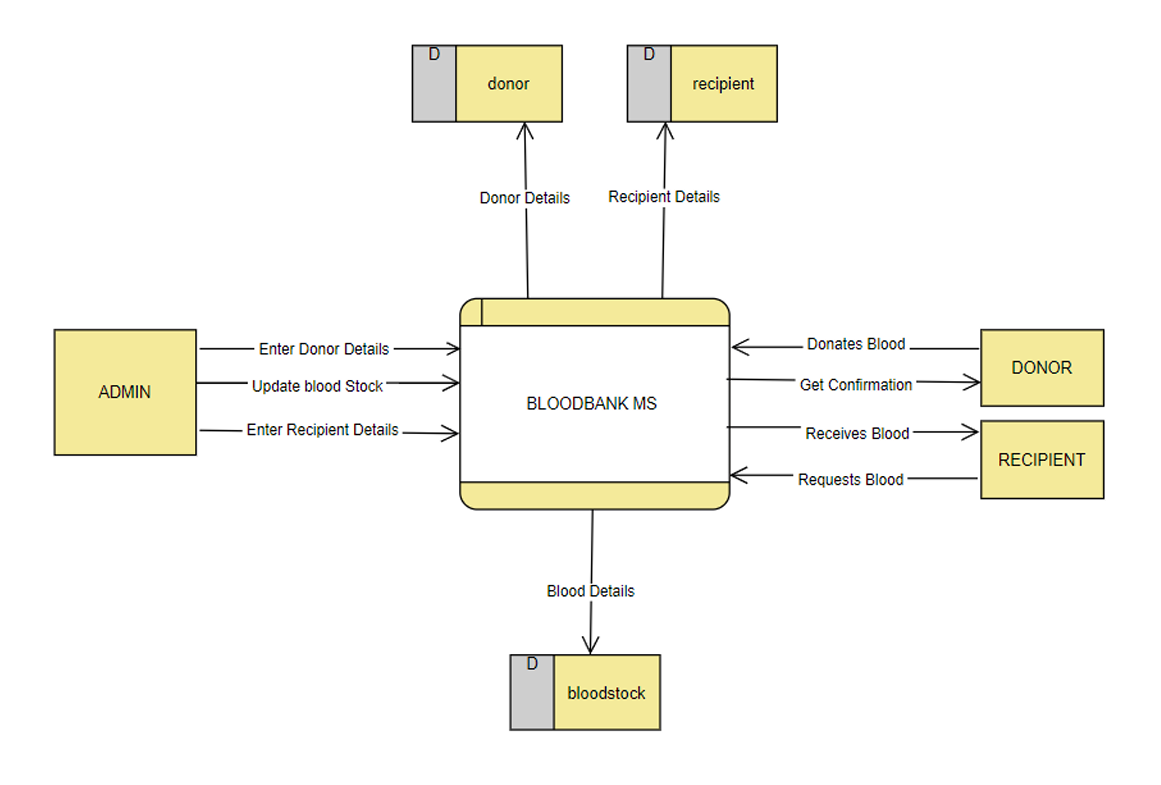 D
donor
D
recipient
Donor Details
Recipient Details
ADMIN
Enter Donor Details
Update blood Stock
Enter Recipient Details
BLOODBANK MS
Donates Blood
Get Confirmation
Receives Blood
Requests Blood
DONOR
RECIPIENT
Blood Details
D
bloodstock